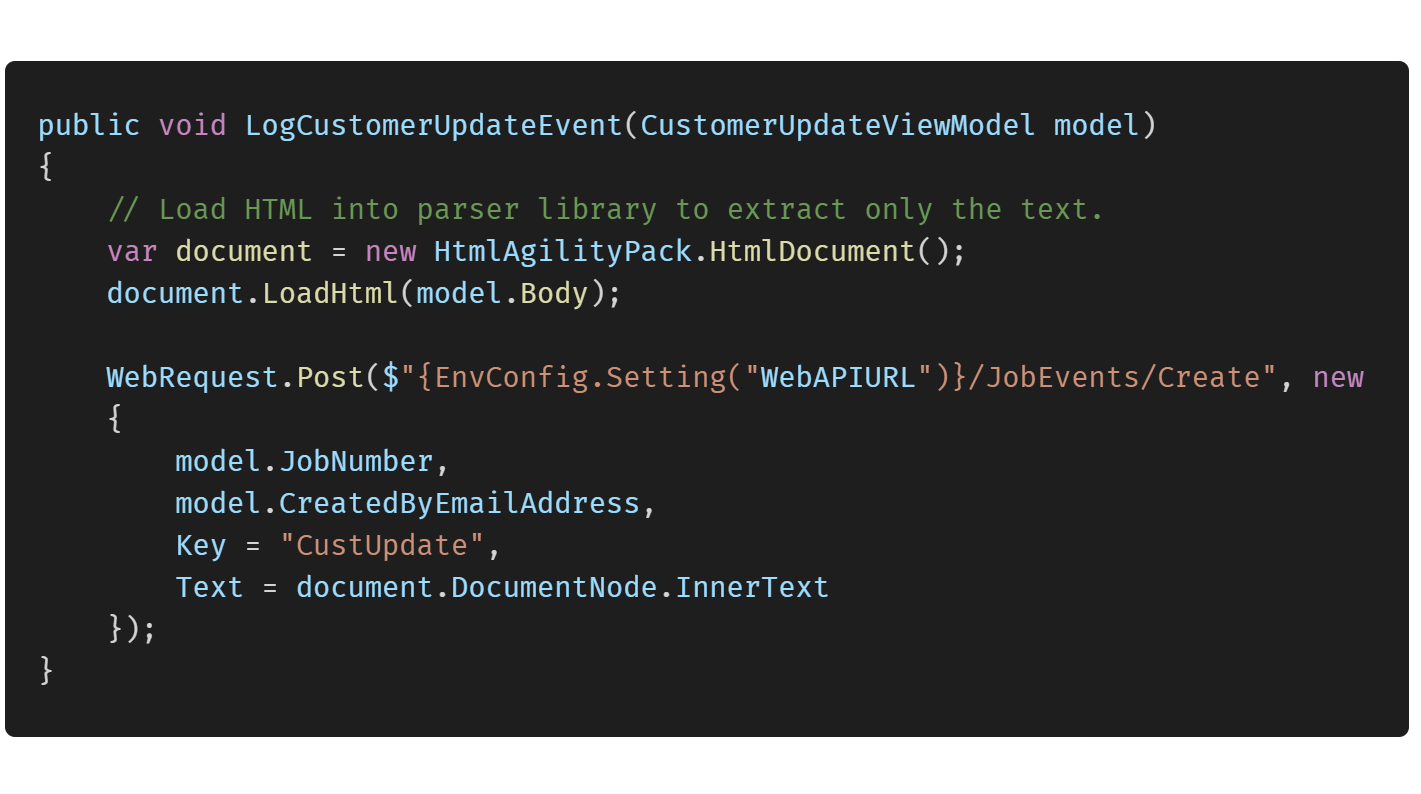 public void LogCustomerUpdateEvent(CustomerUpdateViewModel model)
{
    // Load HTML into parser library to extract only the text.
    var document = new HtmlAgilityPack.HtmlDocument();
    document.LoadHtml(model.Body);

    WebRequest.Post($"{EnvConfig.Setting("WebAPIURL")}/JobEvents/Create", new
    {
        model.JobNumber,
        model.CreatedByEmailAddress,
        Key = "CustUpdate",
        Text = document.DocumentNode.InnerText
    });
}